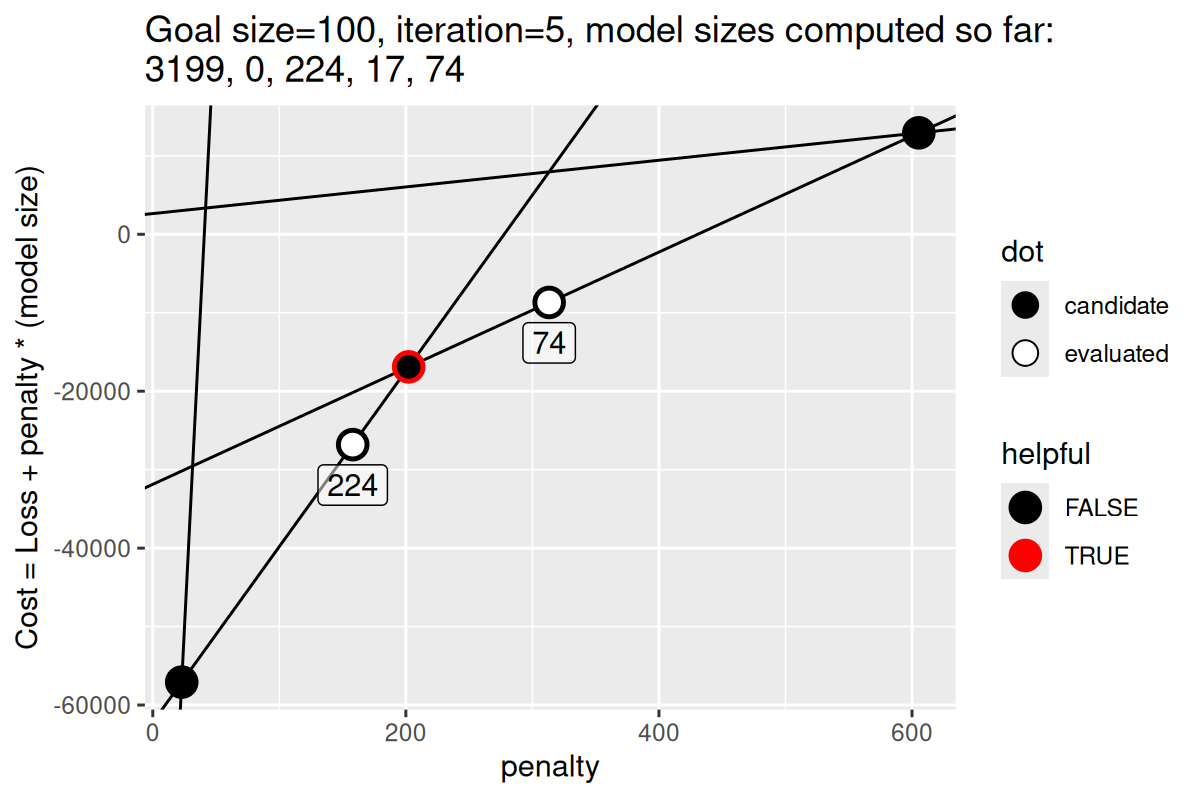 Goal size=100, iteration=5, model sizes computed so far:
3199, 0, 224, 17, 74
Cost = Loss + penalty * (model size)
0
-20000
-40000
-60000
74
224
0
200
400
600
penalty
dot
candidate
evaluated
helpful
FALSE
TRUE